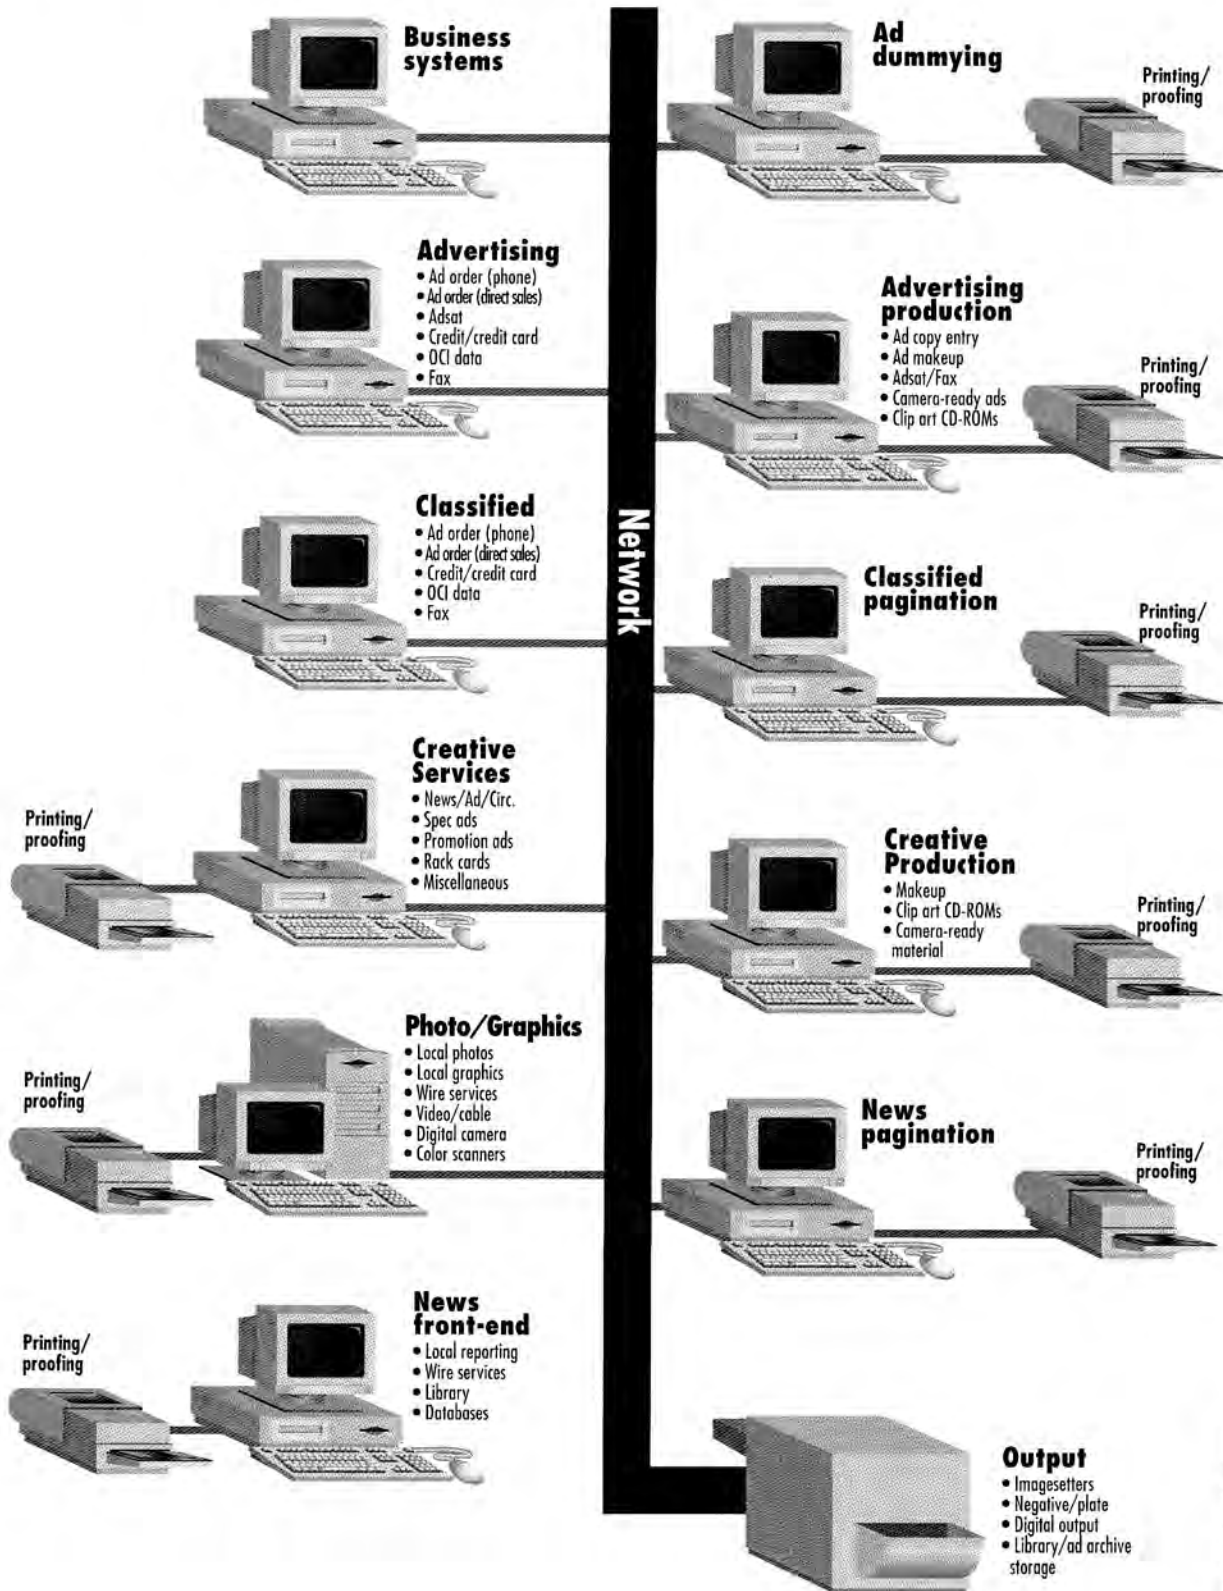 Business
systems
Ad
dummying
Printing/
proofing
Advertising
• Ad order (phone)
• Ad order (direct sales)
• Adsat
• Credit/credit card
• OCI data
• Fax
Advertising
production
• Ad copy entry
• Ad makeup
• Adsat/Fax
• Camera-ready ads
• Clip art CD-ROMs
Printing/
proofing
Classified
• Ad order (phone)
• Ad order (direct sales)
• Credit/credit card
• OCI data
• Fax
Network
Classified
pagination
Printing/
proofing
Creative
Services
• News/Ad/Circ.
• Spec ads
• Promotion ads
• Rack cards
• Miscellaneous
Printing/
proofing
Creative
Production
• Makeup
• Clip art CD-ROMs
• Camera-ready
material
Printing/
proofing
Photo/Graphics
• Local photos
• Local graphics
• Wire services
• Video/cable
• Digital camera
• Color scanners
Printing/
proofing
News
pagination
Printing/
proofing
News
front-end
• Local reporting
• Wire services
• Library
• Databases
Printing/
proofing
Output
• Imagesetters
• Negative/plate
• Digital output
• Library/ad archive
storage